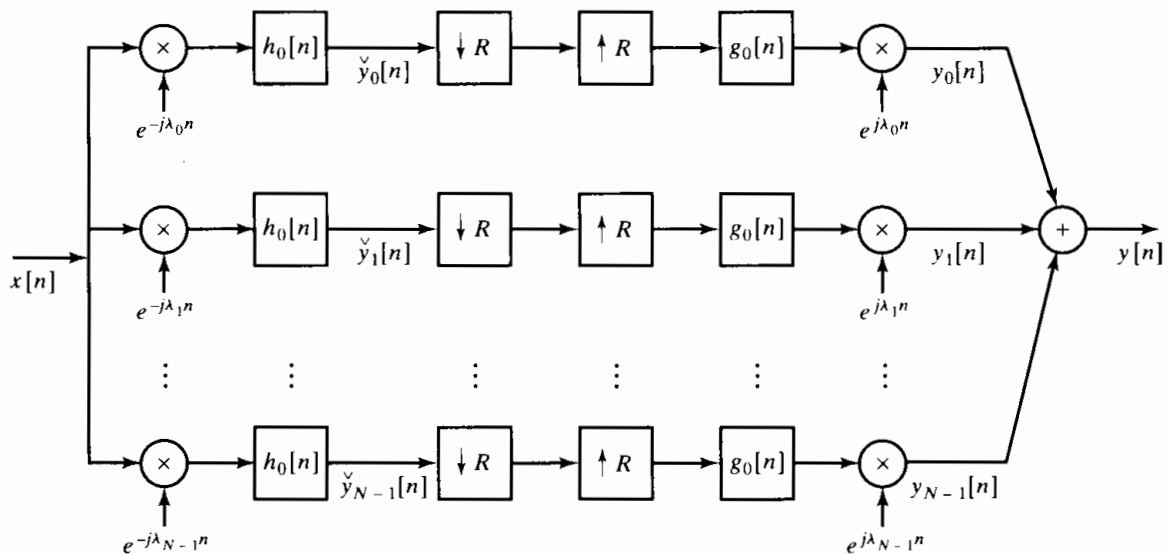 × h₀[n] ↓ R ↑ R g₀[n] ×
y̌₀[n] y₀[n]
e^{-jλ₀n} e^{jλ₀n}
× h₀[n] ↓ R ↑ R g₀[n] × +
x[n] y̌₁[n] y₁[n] y[n]
e^{-jλ₁n} e^{jλ₁n}
⋮ ⋮ ⋮ ⋮ ⋮ ⋮
× h₀[n] ↓ R ↑ R g₀[n] ×
y̌_{N-1}[n] y_{N-1}[n]
e^{-jλ_{N-1}n} e^{jλ_{N-1}n}